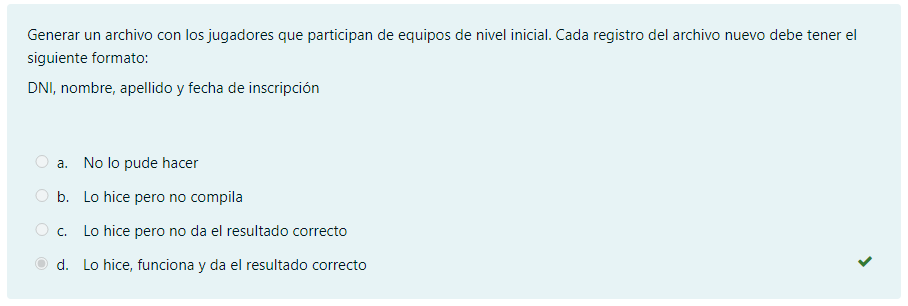 Generar un archivo con los jugadores que participan de equipos de nivel inicial. Cada registro del archivo nuevo debe tener el
siguiente formato:
DNI, nombre, apellido y fecha de inscripción
a. No lo pude hacer
b. Lo hice pero no compila
c. Lo hice pero no da el resultado correcto
d. Lo hice, funciona y da el resultado correcto